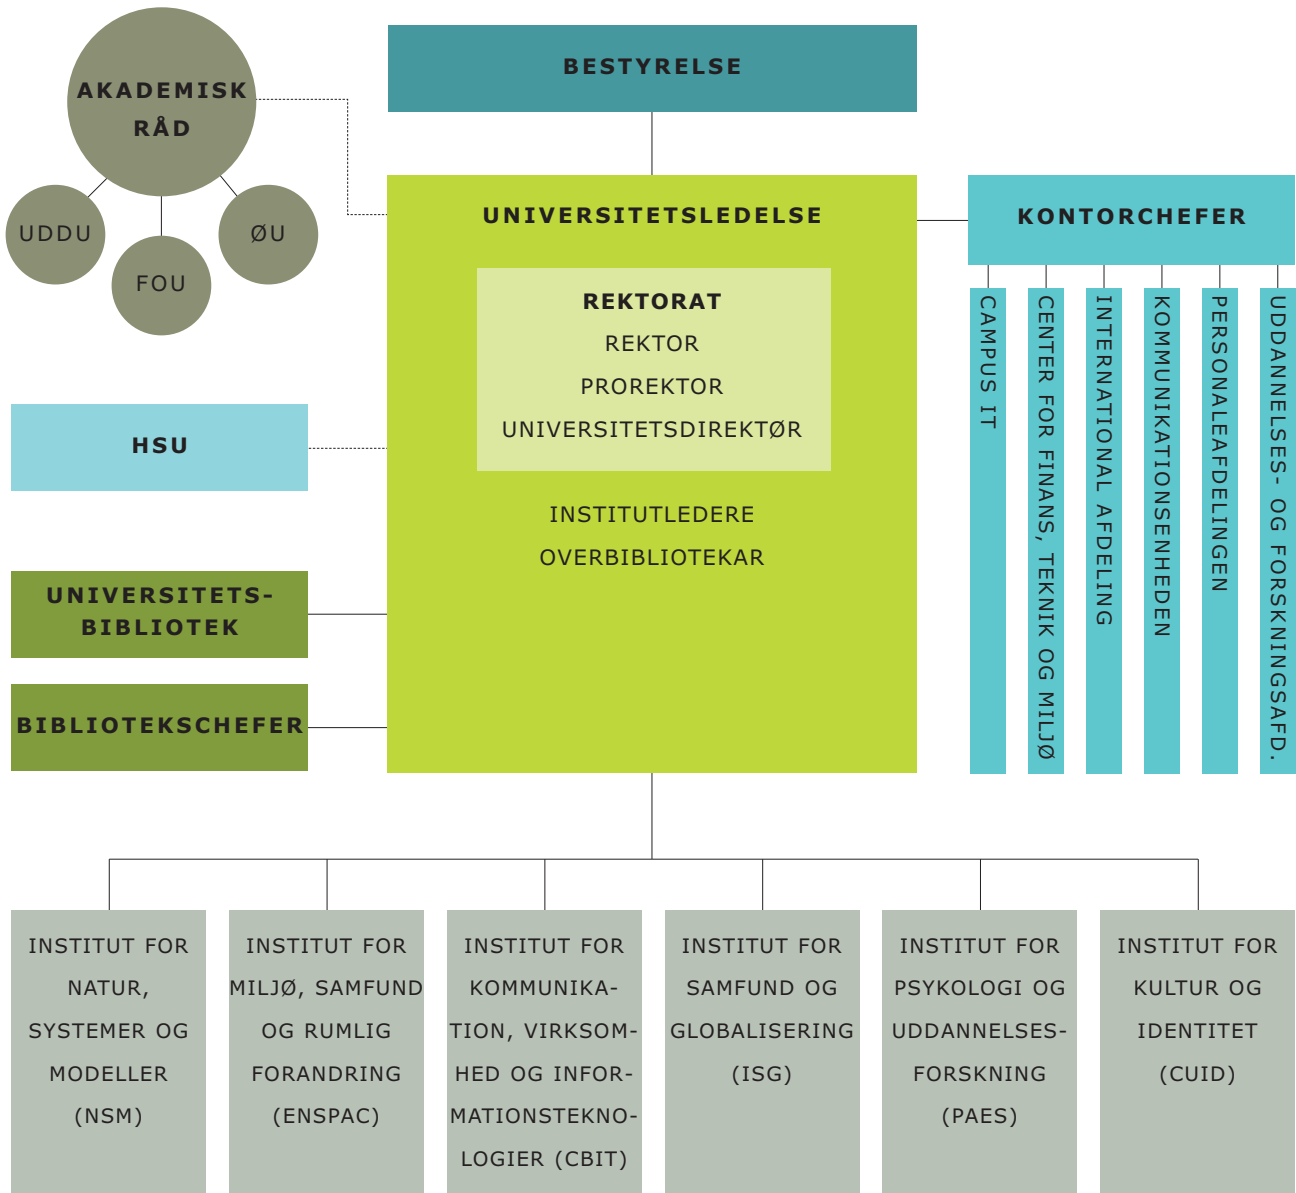 AKADEMISK
RÅD
UDDU
FOU
ØU
BESTYRELSE
UNIVERSITETSLEDELSE
REKTORAT
REKTOR
PROREKTOR
UNIVERSITETSDIREKTØR
INSTITUTLEDERE
OVERBIBLIOTEKAR
HSU
UNIVERSITETS-
BIBLIOTEK
BIBLIOTEKSCHEFER
KONTORCHEFER
CAMPUS IT
CENTER FOR FINANS, TEKNIK OG MILJØ
INTERNATIONAL AFDELING
KOMMUNIKATIONSENHEDEN
PERSONALEAFDELINGEN
UDDANNELSES- OG FORSKNINGSAFD.
INSTITUT FOR
NATUR,
SYSTEMER OG
MODELLER
(NSM)
INSTITUT FOR
MILJØ, SAMFUND
OG RUMLIG
FORANDRING
(ENSPAC)
INSTITUT FOR
KOMMUNIKA-
TION, VIRKSOM-
HED OG INFOR-
MATIONSTEKNO-
LOGIER (CBIT)
INSTITUT FOR
SAMFUND OG
GLOBALISERING
(ISG)
INSTITUT FOR
PSYKOLOGI OG
UDDANNELSES-
FORSKNING
(PAES)
INSTITUT FOR
KULTUR OG
IDENTITET
(CUID)